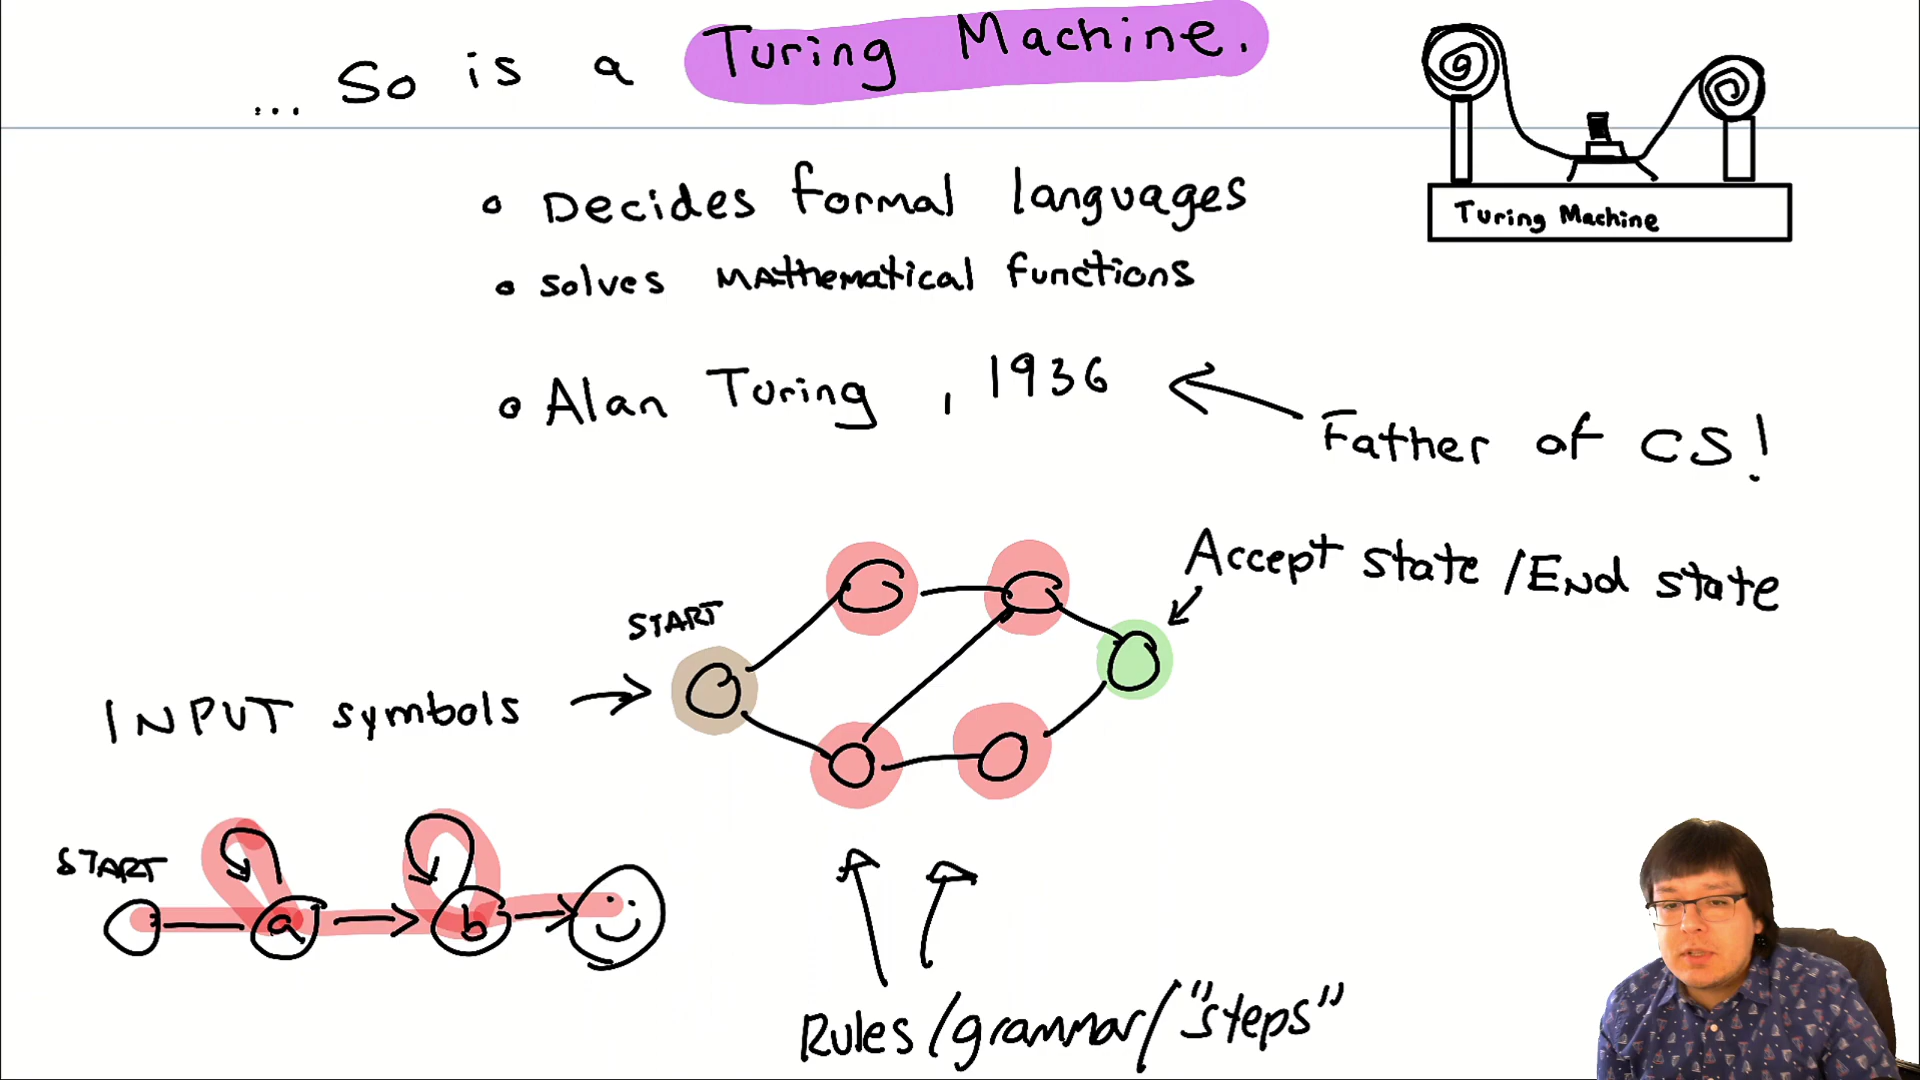 ... So is a Turing Machine.
Turing Machine
• Decides formal languages
• solves mathematical functions
• Alan Turing, 1936
Father of CS!
Accept state/End state
START
INPUT symbols
START
a
b
Rules/grammar/"steps"